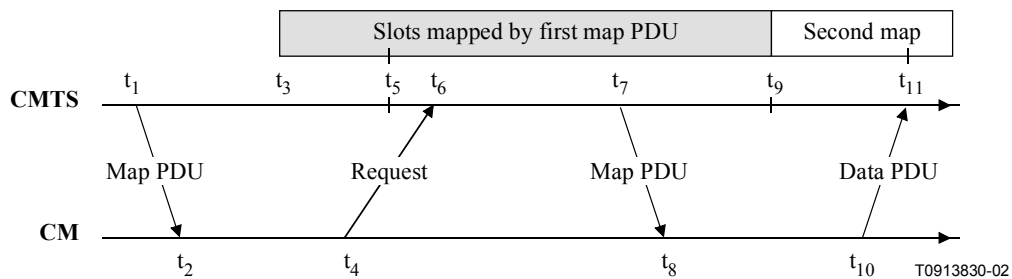 Slots mapped by first map PDU Second map
t1 t3 t5 t6 t7 t9 t11
CMTS
Map PDU Request Map PDU Data PDU
CM
t2 t4 t8 t10
T0913830-02